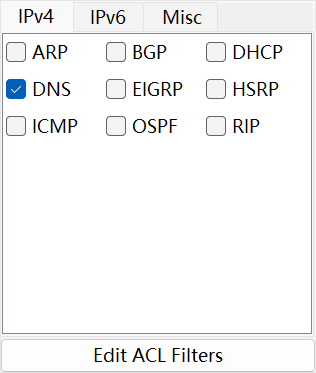 IPv4 IPv6 Misc
ARP BGP DHCP
DNS EIGRP HSRP
ICMP OSPF RIP
Edit ACL Filters